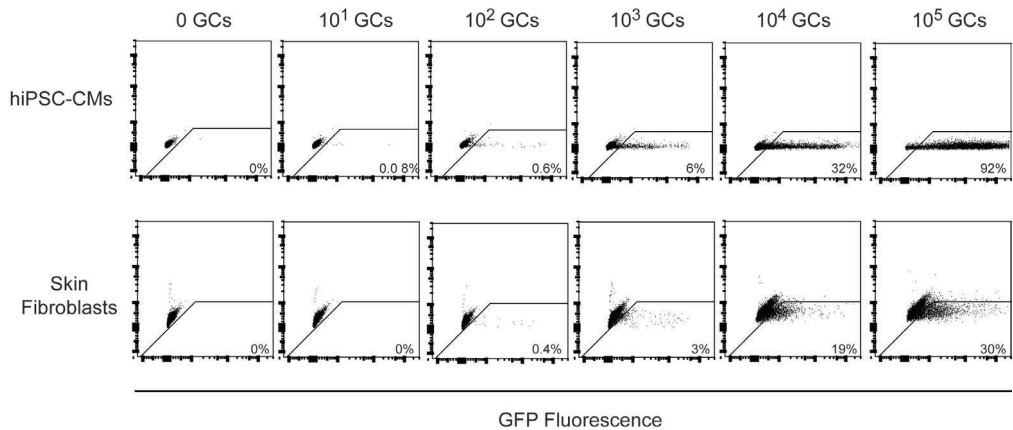 0 GCs 10¹ GCs 10² GCs 10³ GCs 10⁴ GCs 10⁵ GCs
hiPSC-CMs
0% 0.0 8% 0.6% 6% 32% 92%
Skin
Fibroblasts
0% 0% 0.4% 3% 19% 30%
GFP Fluorescence